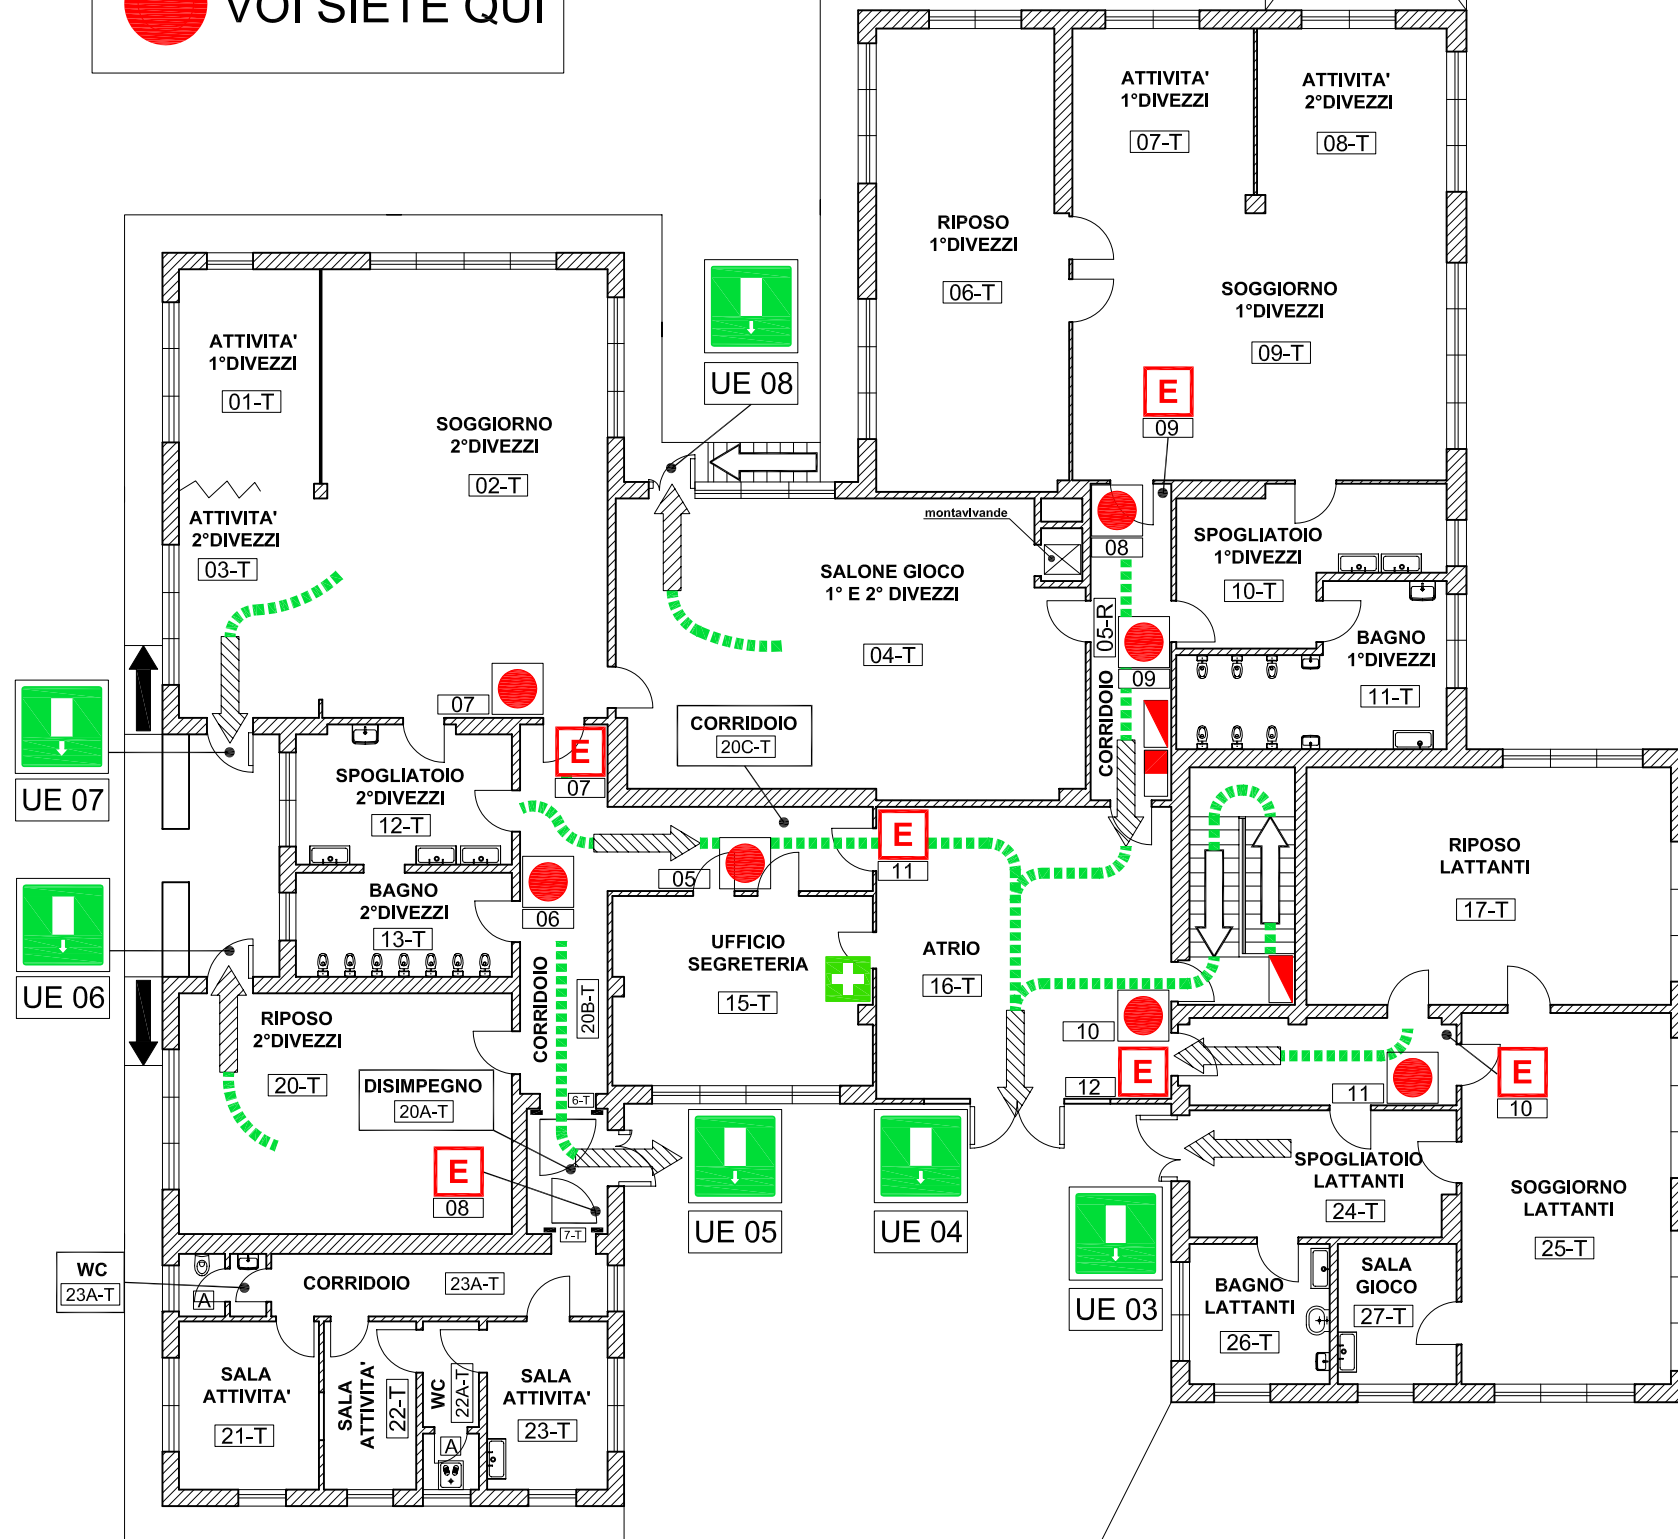 VOI SIETE QUI
ATTIVITA'
1°DIVEZZI
07-T
ATTIVITA'
2°DIVEZZI
08-T
RIPOSO
1°DIVEZZI
06-T
SOGGIORNO
1°DIVEZZI
09-T
E
09
UE 08
ATTIVITA'
1°DIVEZZI
01-T
SOGGIORNO
2°DIVEZZI
02-T
ATTIVITA'
2°DIVEZZI
03-T
montavivande
08
SPOGLIATOIO
1°DIVEZZI
10-T
SALONE GIOCO
1° E 2° DIVEZZI
04-T
05-R
CORRIDOIO
09
BAGNO
1°DIVEZZI
11-T
07
E
07
CORRIDOIO
20C-T
UE 07
SPOGLIATOIO
2°DIVEZZI
12-T
E
11
05
06
BAGNO
2°DIVEZZI
13-T
RIPOSO
LATTANTI
17-T
UFFICIO
SEGRETERIA
15-T
ATRIO
16-T
UE 06
CORRIDOIO
20B-T
RIPOSO
2°DIVEZZI
20-T
10
E
12
11
E
10
DISIMPEGNO
20A-T
6-T
E
08
7-T
UE 05
UE 04
UE 03
SPOGLIATOIO
LATTANTI
24-T
SOGGIORNO
LATTANTI
25-T
WC
23A-T
A
CORRIDOIO
23A-T
BAGNO
LATTANTI
26-T
SALA
GIOCO
27-T
SALA
ATTIVITA'
21-T
SALA
ATTIVITA'
22-T
WC
22A-T
A
SALA
ATTIVITA'
23-T